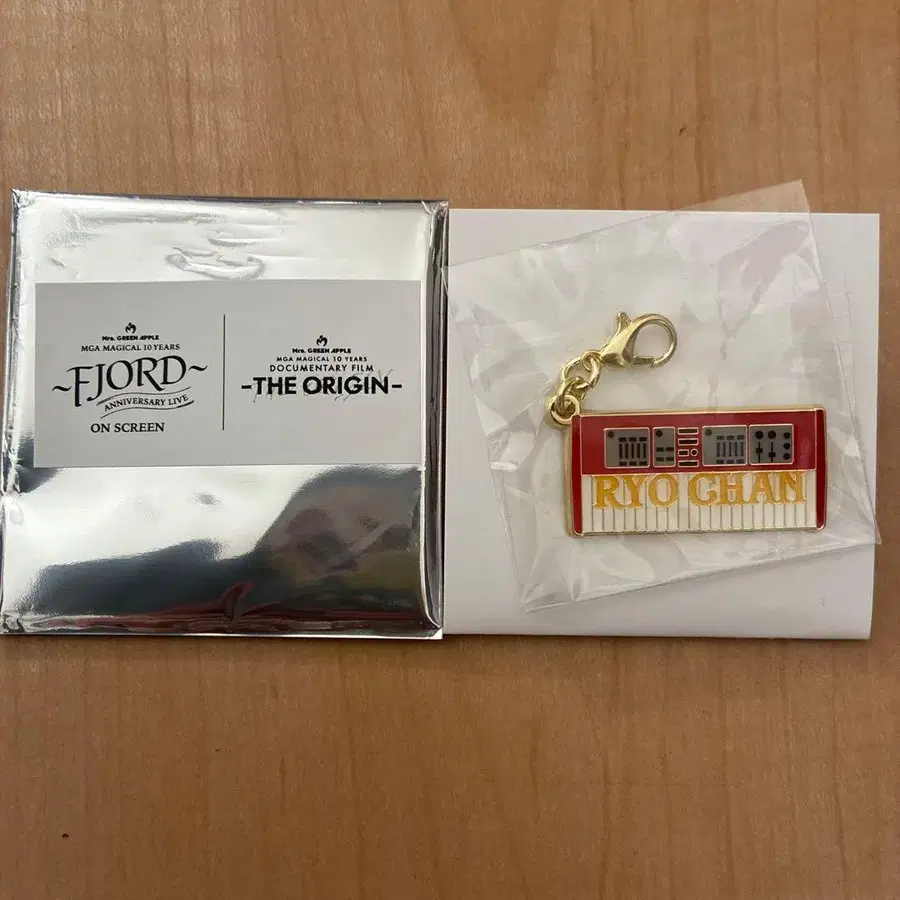 Mrs. GREEN APPLE
MGA MAGICAL 10 YEARS
~FJORD~
ANNIVERSARY LIVE
ON SCREEN
Mrs. GREEN APPLE
MGA MAGICAL 10 YEARS
DOCUMENTARY FILM
-THE ORIGIN-
RYO CHAN